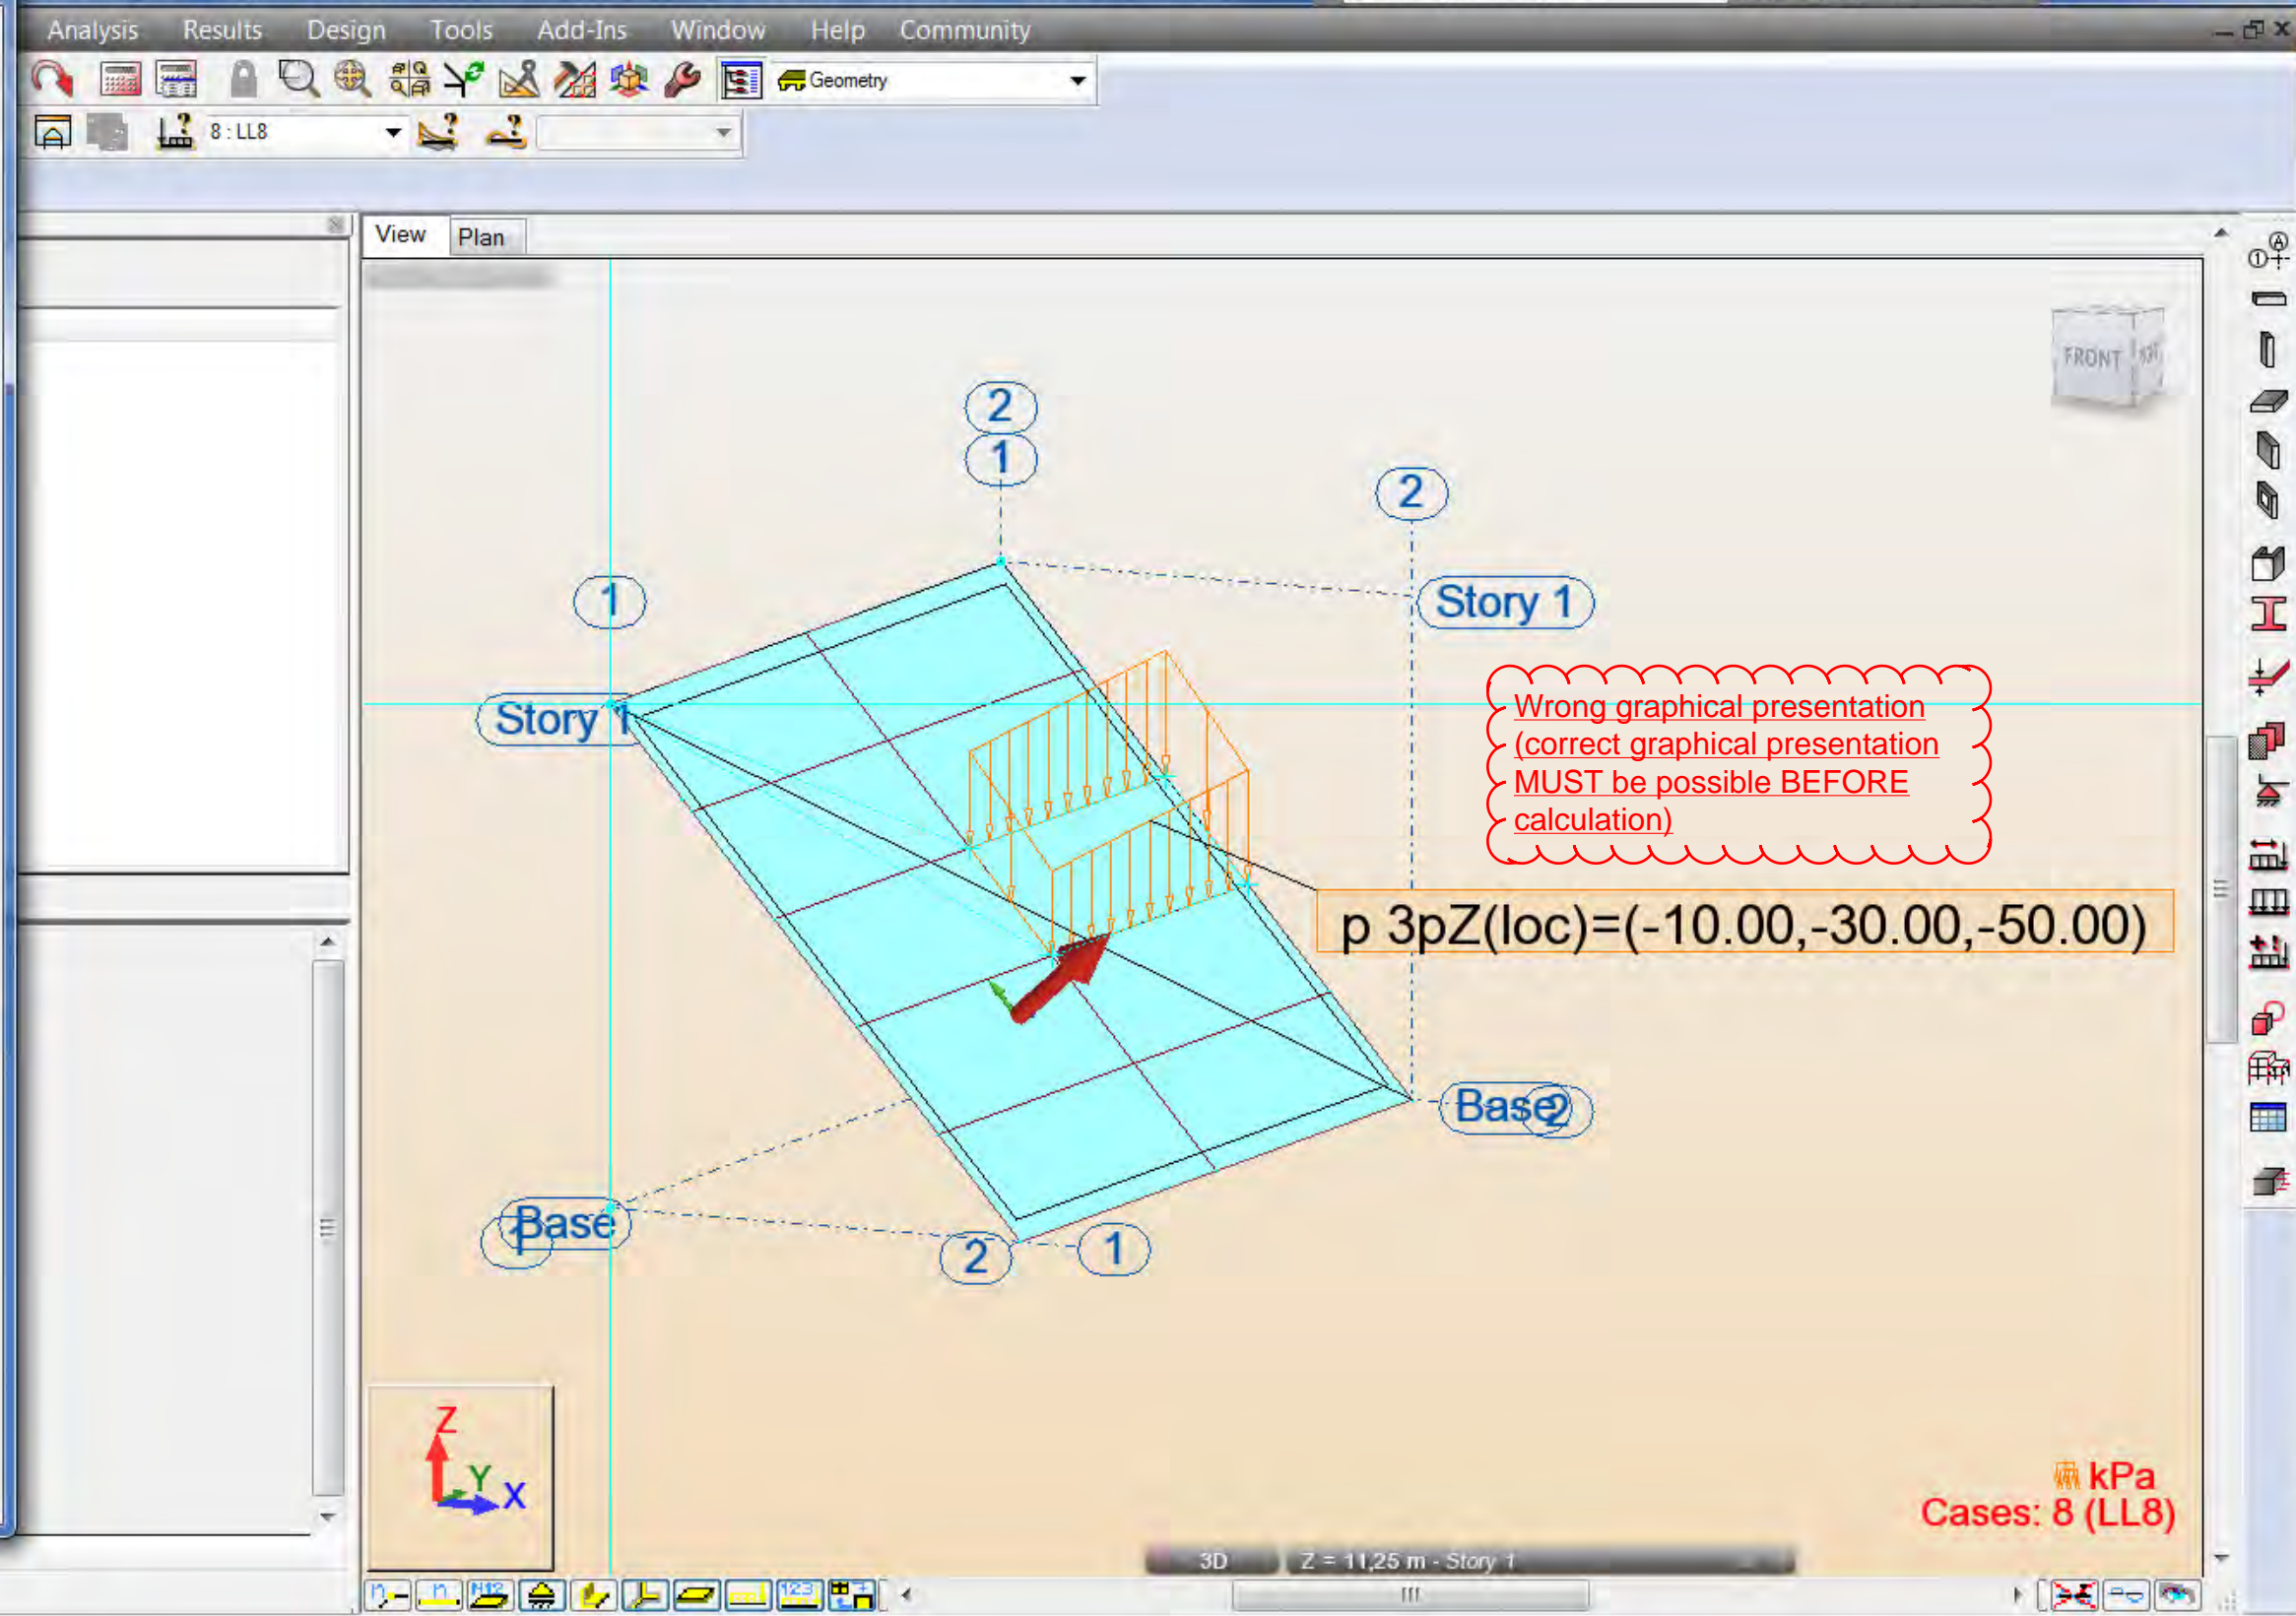 Analysis Results Design Tools Add-Ins Window Help Community
Geometry
8 : LL8
View Plan
FRONT
2
1
2
1
Story 1
Story 1
Wrong graphical presentation
(correct graphical presentation
MUST be possible BEFORE
calculation)
p 3pZ(loc)=(-10.00,-30.00,-50.00)
Base 2
Base
2 1
Z
Y
X
kPa
Cases: 8 (LL8)
3D Z = 11,25 m - Story 1